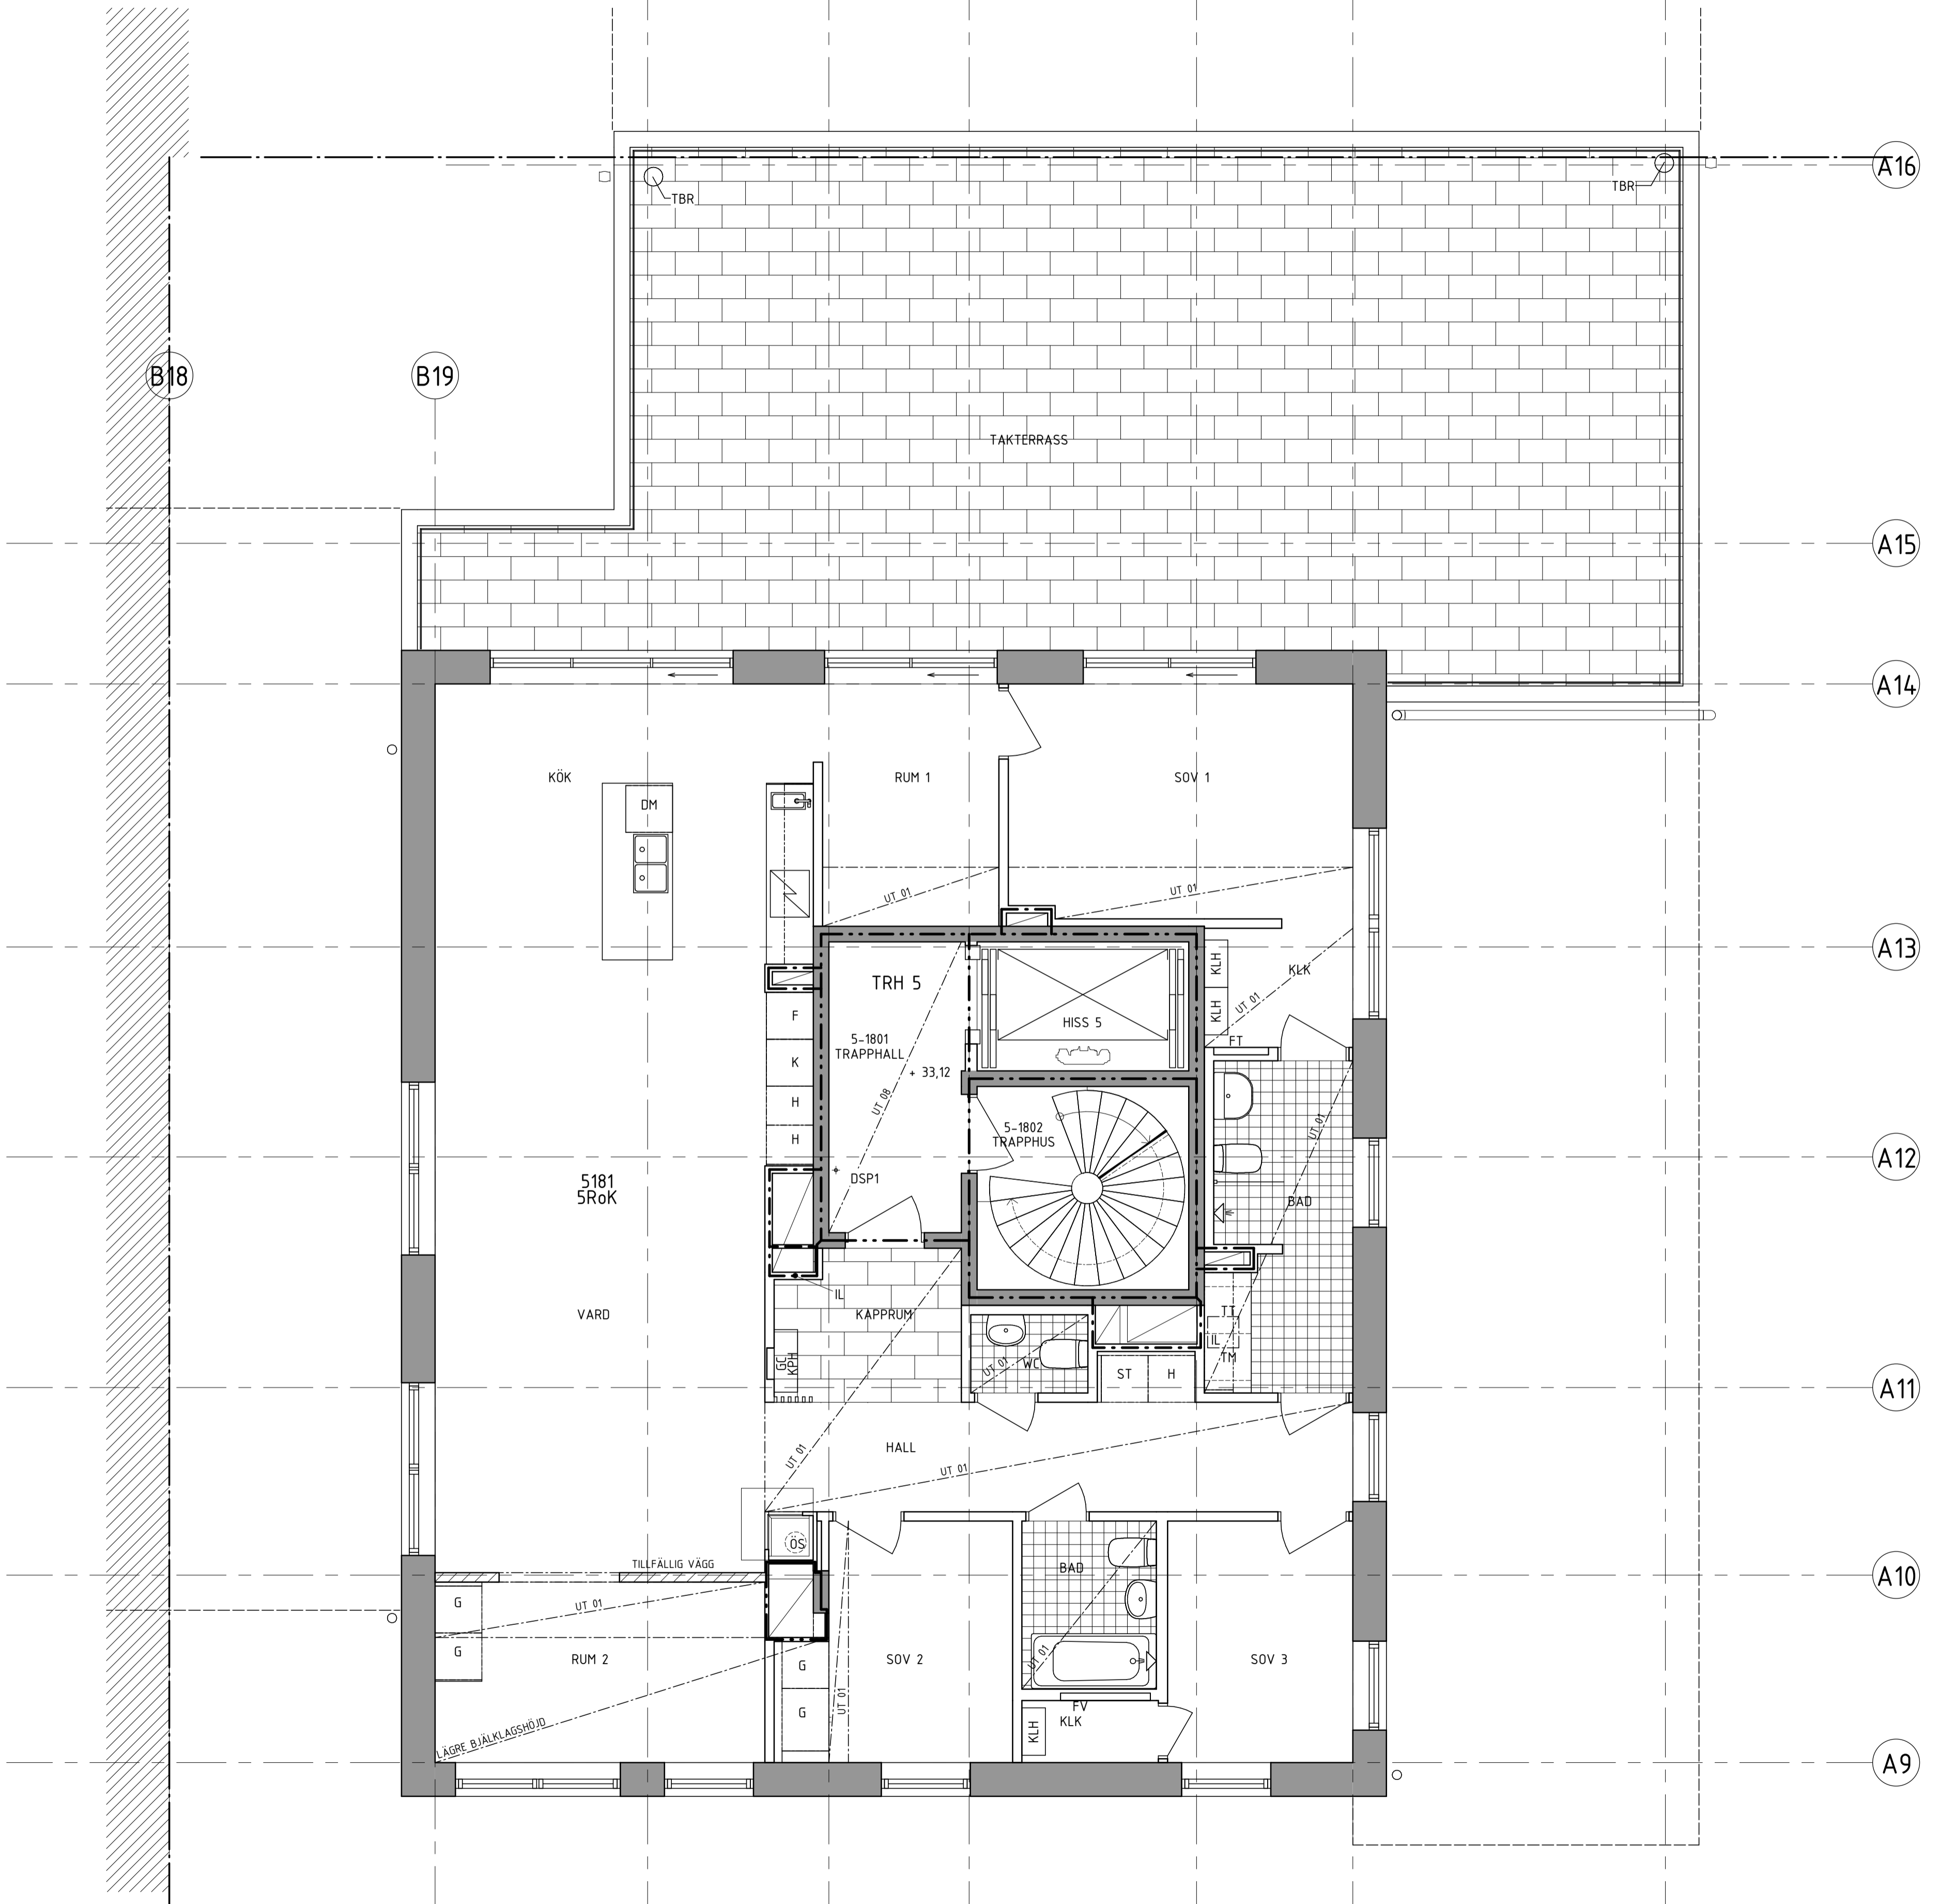 A16
TBR
TBR
B18
B19
TAKTERRASS
A15
A14
KÖK
RUM 1
SOV 1
DM
UT 01
UT 01
A13
KLH
KLK
TRH 5
UT 01
KLH
F
HISS 5
5-1801
TRAPPHALL
FT
K
+ 33,12
UT 08
H
5-1802
TRAPPHUS
UT 01
H
A12
5181
5RoK
DSP1
BAD
IL
VARD
KAPPRUM
TT
IL
TM
GC
KPH
UT 01
WC
ST
H
A11
HALL
UT 01
UT 01
ÖS
TILLFÄLLIG VÄGG
BAD
A10
G
UT 01
G
RUM 2
G
SOV 2
UT 01
SOV 3
UT 01
G
FV
KLK
KLH
LÄGRE BJÄLKLAGSHÖJD
A9